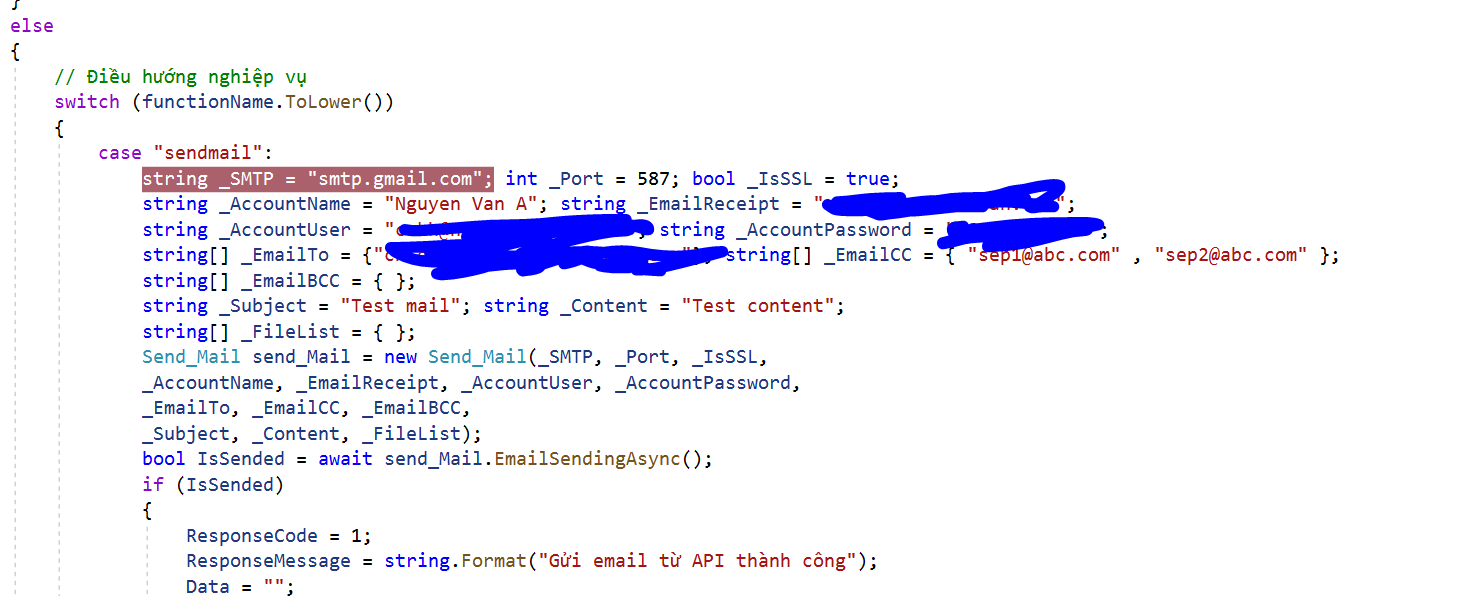 }
else
{
// Điều hướng nghiệp vụ
switch (functionName.ToLower())
{
case "sendmail":
string _SMTP = "smtp.gmail.com"; int _Port = 587; bool _IsSSL = true;
string _AccountName = "Nguyen Van A"; string _EmailReceipt = " ";
string _AccountUser = " string _AccountPassword = ;
string[] _EmailTo = {" string[] _EmailCC = { "sep1@abc.com" , "sep2@abc.com" };
string[] _EmailBCC = { };
string _Subject = "Test mail"; string _Content = "Test content";
string[] _FileList = { };
Send_Mail send_Mail = new Send_Mail(_SMTP, _Port, _IsSSL,
_AccountName, _EmailReceipt, _AccountUser, _AccountPassword,
_EmailTo, _EmailCC, _EmailBCC,
_Subject, _Content, _FileList);
bool IsSended = await send_Mail.EmailSendingAsync();
if (IsSended)
{
ResponseCode = 1;
ResponseMessage = string.Format("Gửi email từ API thành công");
Data = "";